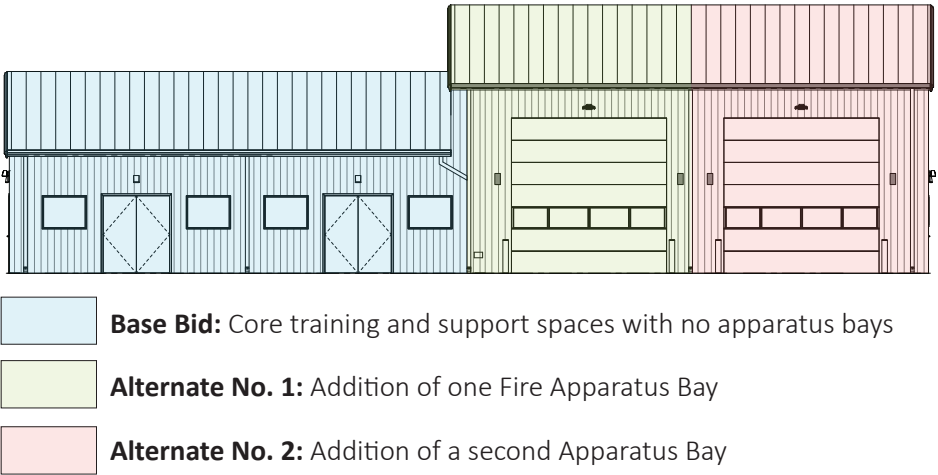 Base Bid: Core training and support spaces with no apparatus bays
Alternate No. 1: Addition of one Fire Apparatus Bay
Alternate No. 2: Addition of a second Apparatus Bay